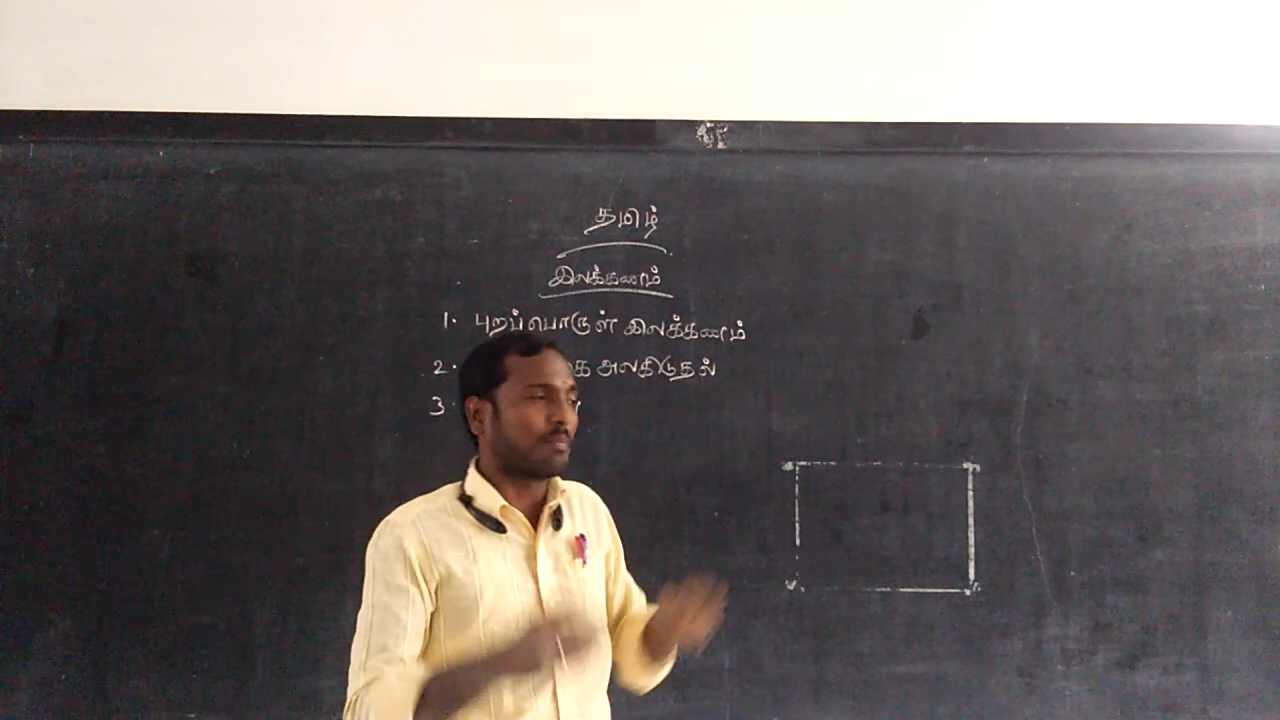 தமிழ்
இலக்கணம்
1. புறப்பொருள் இலக்கணம்
2. அலகிடுதல்
3.